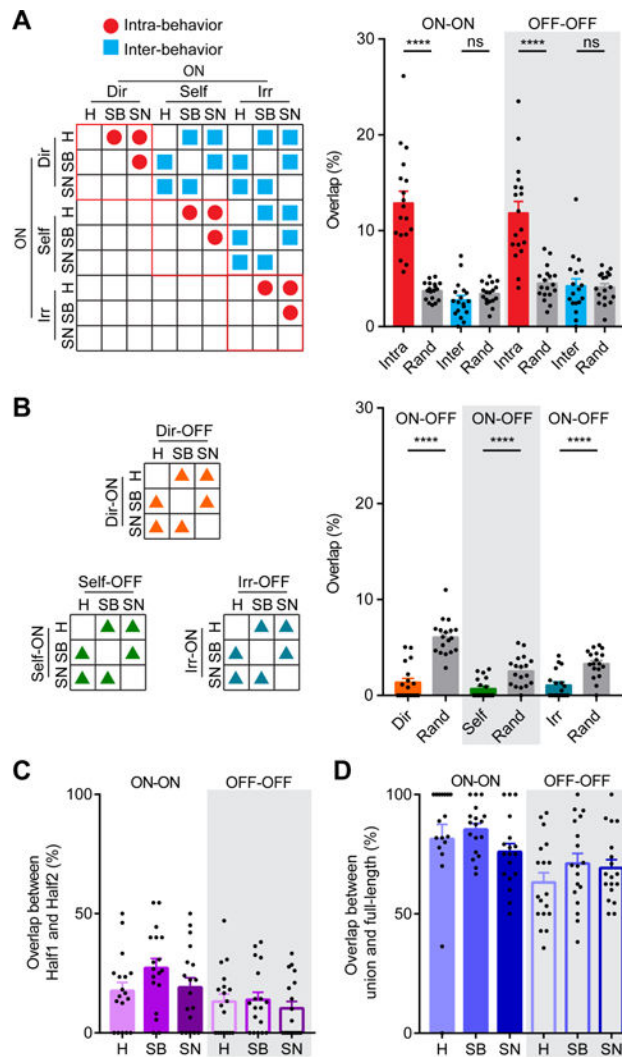 A
Intra-behavior
Inter-behavior
ON
Dir Self Irr
H SB SN H SB SN H SB SN
ON
Dir
H
SB
SN
Self
H
SB
SN
Irr
H
SB
SN
ON-ON OFF-OFF
**** ns **** ns
Overlap (%)
30
20
10
0
Intra Rand Inter Rand Intra Rand Inter Rand
B
Dir-OFF
H SB SN
Dir-ON
H
SB
SN
Self-OFF
H SB SN
Self-ON
H
SB
SN
Irr-OFF
H SB SN
Irr-ON
H
SB
SN
ON-OFF ON-OFF ON-OFF
**** **** ****
Overlap (%)
30
20
10
0
Dir Rand Self Rand Irr Rand
C
ON-ON OFF-OFF
Overlap between
Half1 and Half2 (%)
100
50
0
H SB SN H SB SN
D
ON-ON OFF-OFF
Overlap between
union and full-length (%)
100
50
0
H SB SN H SB SN